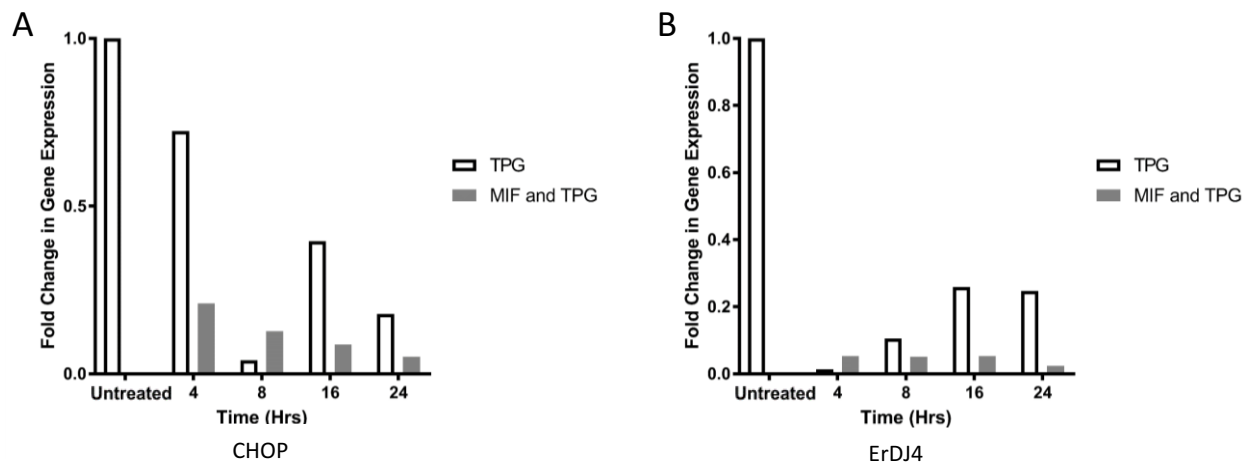 A
Fold Change in Gene Expression
1.0
0.5
0.0
Untreated 4 8 16 24
Time (Hrs)
CHOP
TPG
MIF and TPG
B
Fold Change in Gene Expression
1.0
0.8
0.6
0.4
0.2
0.0
Untreated 4 8 16 24
Time (Hrs)
ErDJ4
TPG
MIF and TPG